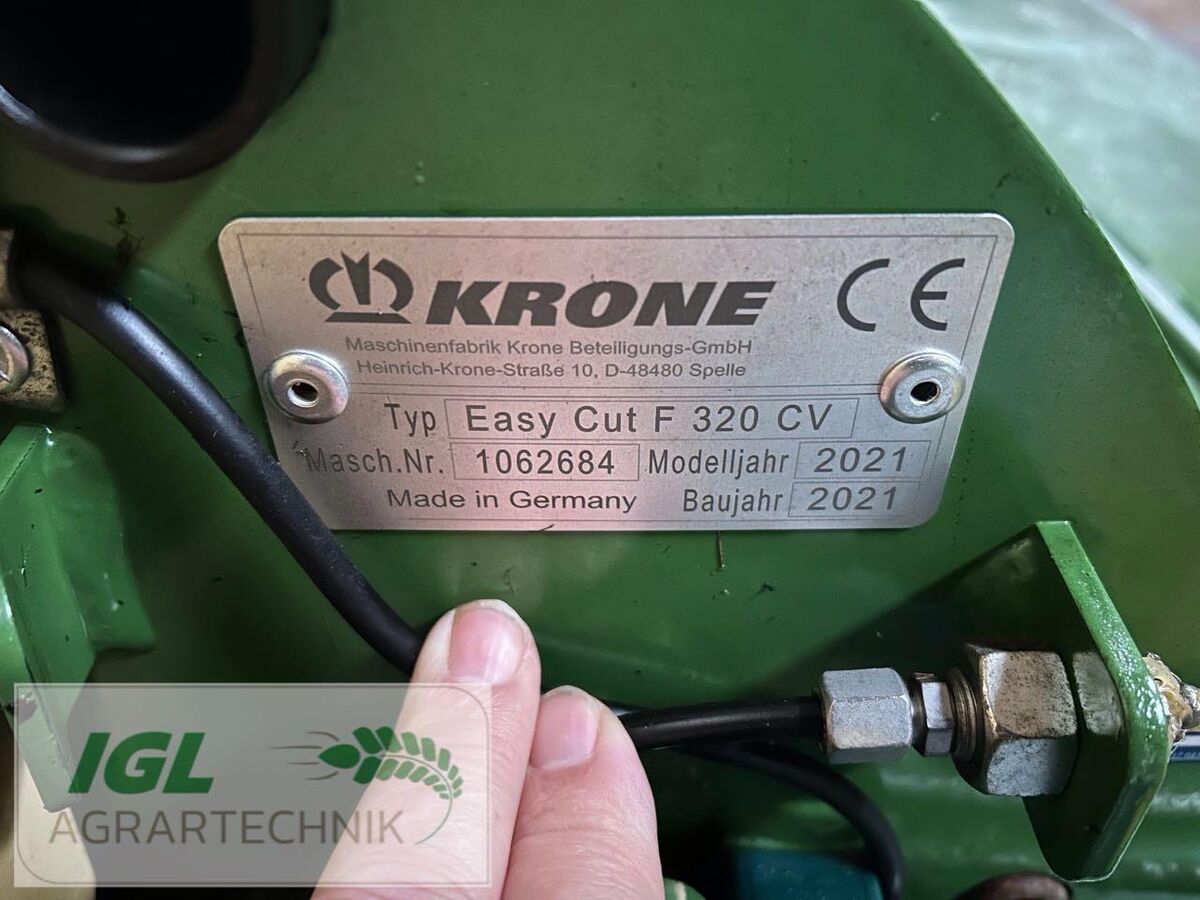 KRONE
CE
Maschinenfabrik Krone Beteiligungs-GmbH
Heinrich-Krone-Straße 10, D-48480 Spelle
Typ Easy Cut F 320 CV
Masch.Nr. 1062684 Modelljahr 2021
Made in Germany Baujahr 2021
IGL
AGRARTECHNIK